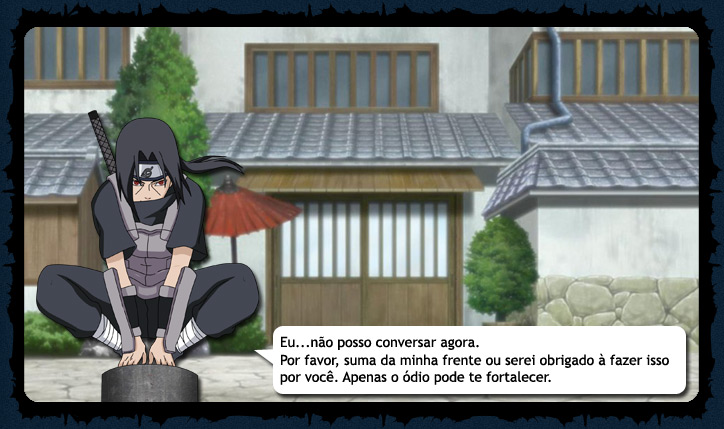 Eu...não posso conversar agora.
Por favor, suma da minha frente ou serei obrigado à fazer isso
por você. Apenas o ódio pode te fortalecer.